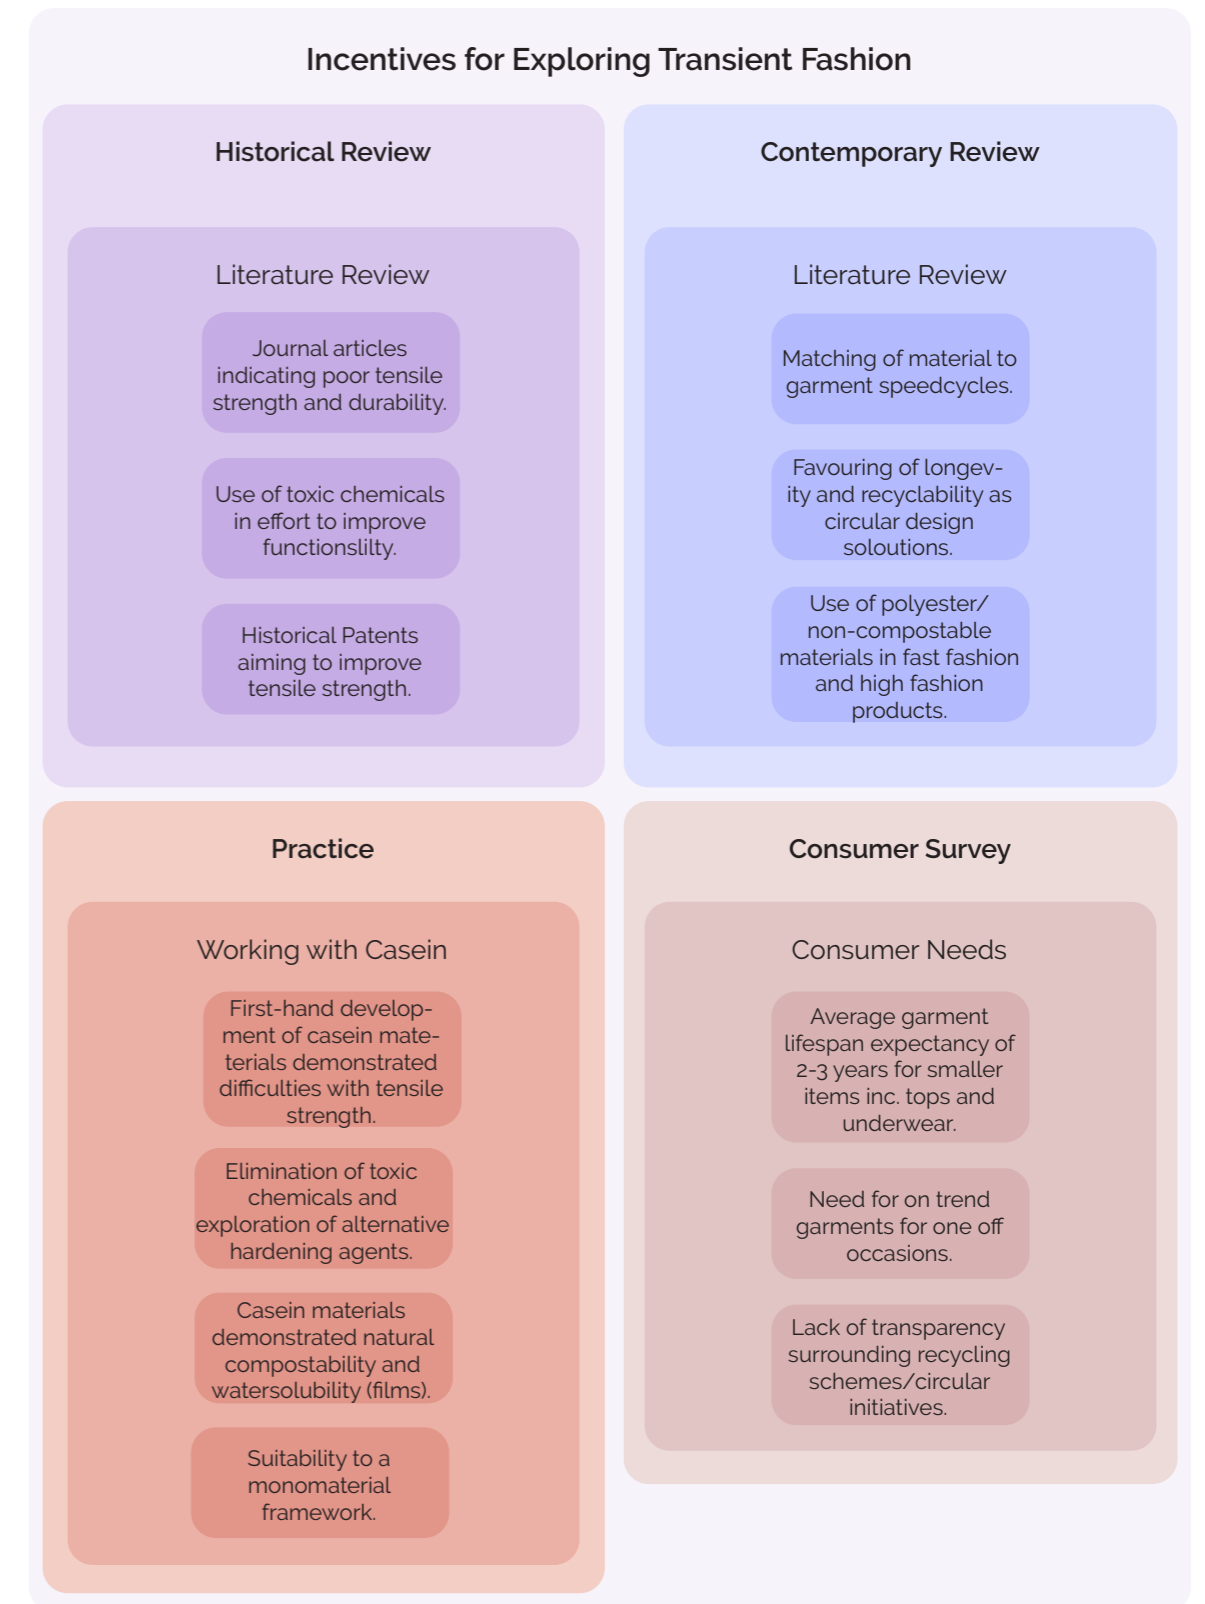 Incentives for Exploring Transient Fashion
Historical Review
Literature Review
Journal articles
indicating poor tensile
strength and durability.
Use of toxic chemicals
in effort to improve
functionslilty.
Historical Patents
aiming to improve
tensile strength.
Contemporary Review
Literature Review
Matching of material to
garment speedcycles.
Favouring of longev-
ity and recyclability as
circular design
soloutions.
Use of polyester/
non-compostable
materials in fast fashion
and high fashion
products.
Practice
Working with Casein
First-hand develop-
ment of casein mate-
terials demonstrated
difficulties with tensile
strength.
Elimination of toxic
chemicals and
exploration of alternative
hardening agents.
Casein materials
demonstrated natural
compostability and
watersolubility (films).
Suitability to a
monomaterial
framework.
Consumer Survey
Consumer Needs
Average garment
lifespan expectancy of
2-3 years for smaller
items inc. tops and
underwear.
Need for on trend
garments for one off
occasions.
Lack of transparency
surrounding recycling
schemes/circular
initiatives.